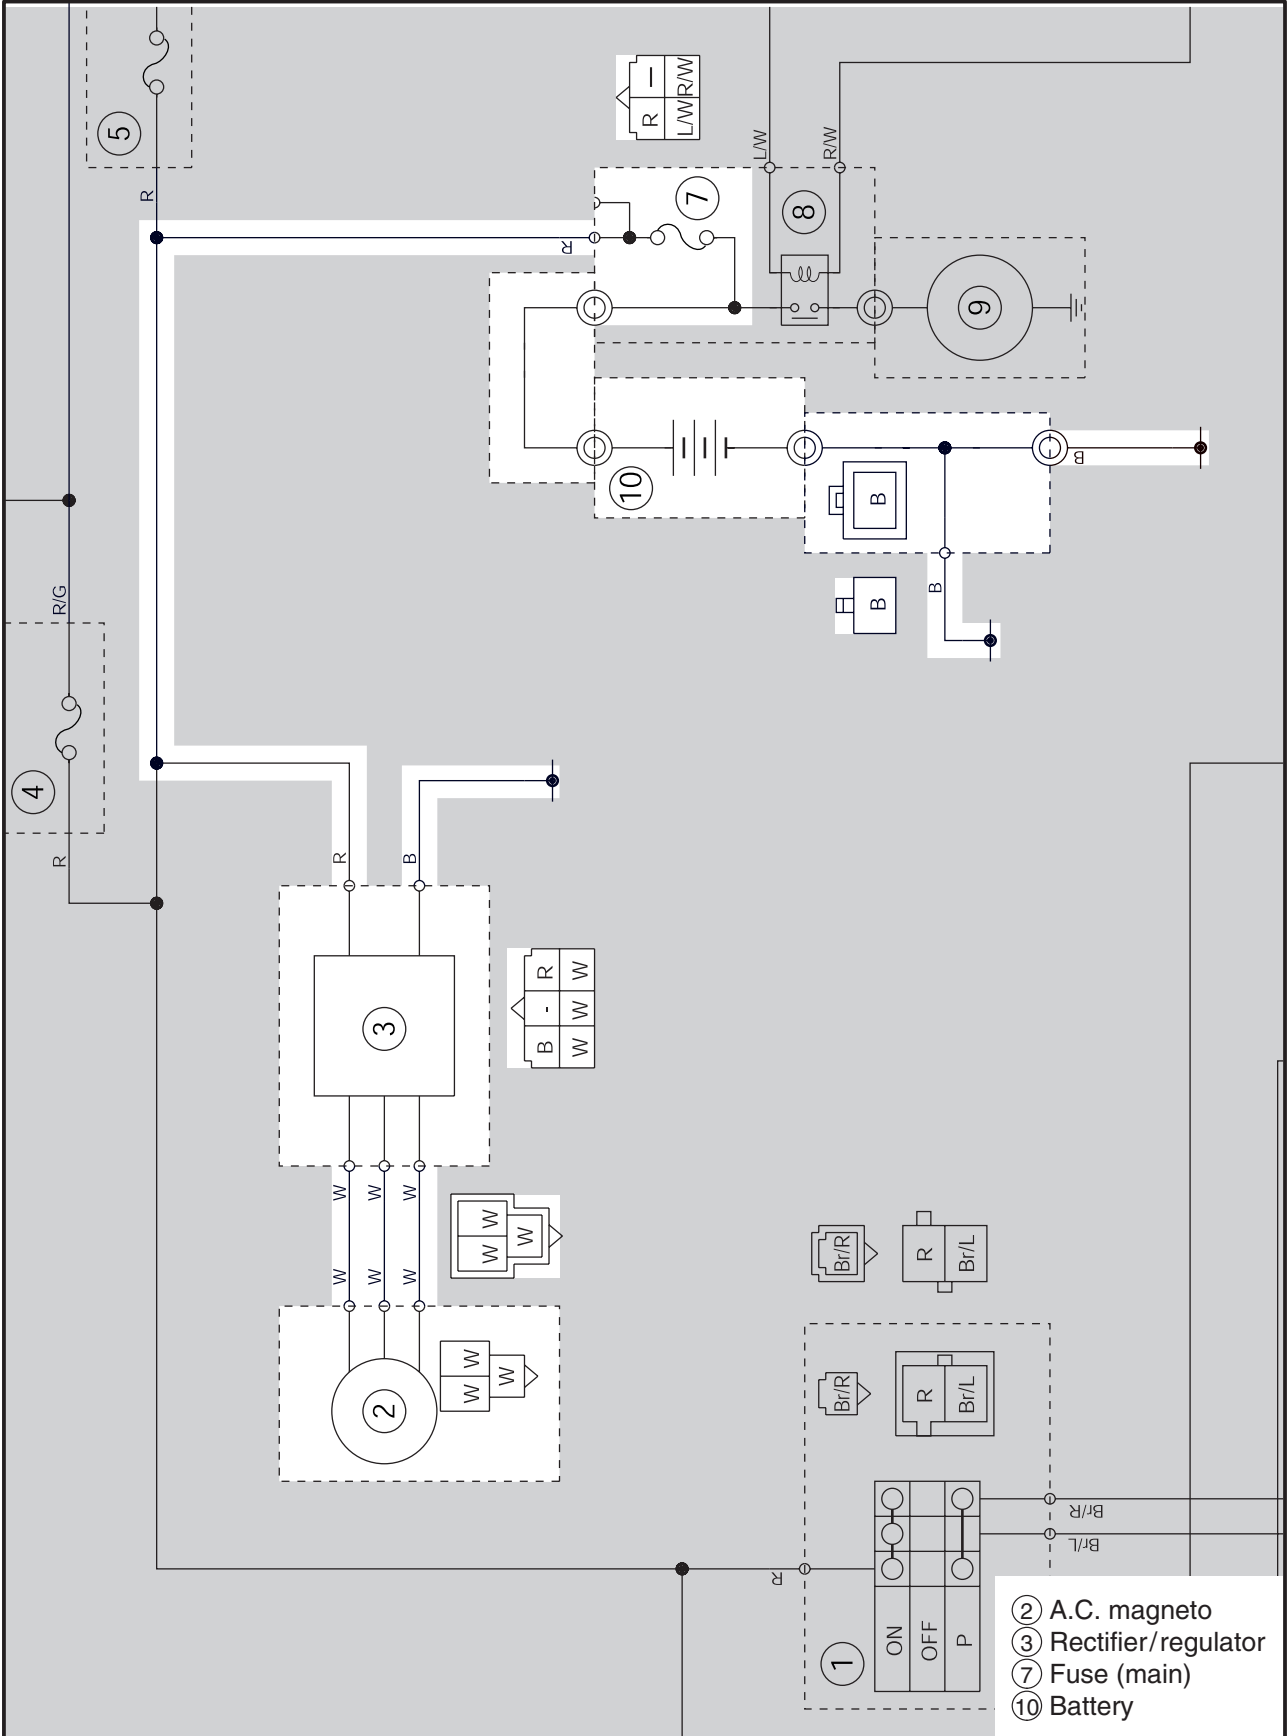 5
R
R
7
R —
L/W R/W
L/W
R/W
8
9
10
B
B
B
B
R/G
4
R
R
B
3
B - R
W W W
W
W
W
W
W
W
W W
W
W W
W
2
Br/R
R
Br/L
Br/R
R
Br/L
R
Br/R
Br/L
1
ON
OFF
P
2 A.C. magneto
3 Rectifier/regulator
7 Fuse (main)
10 Battery